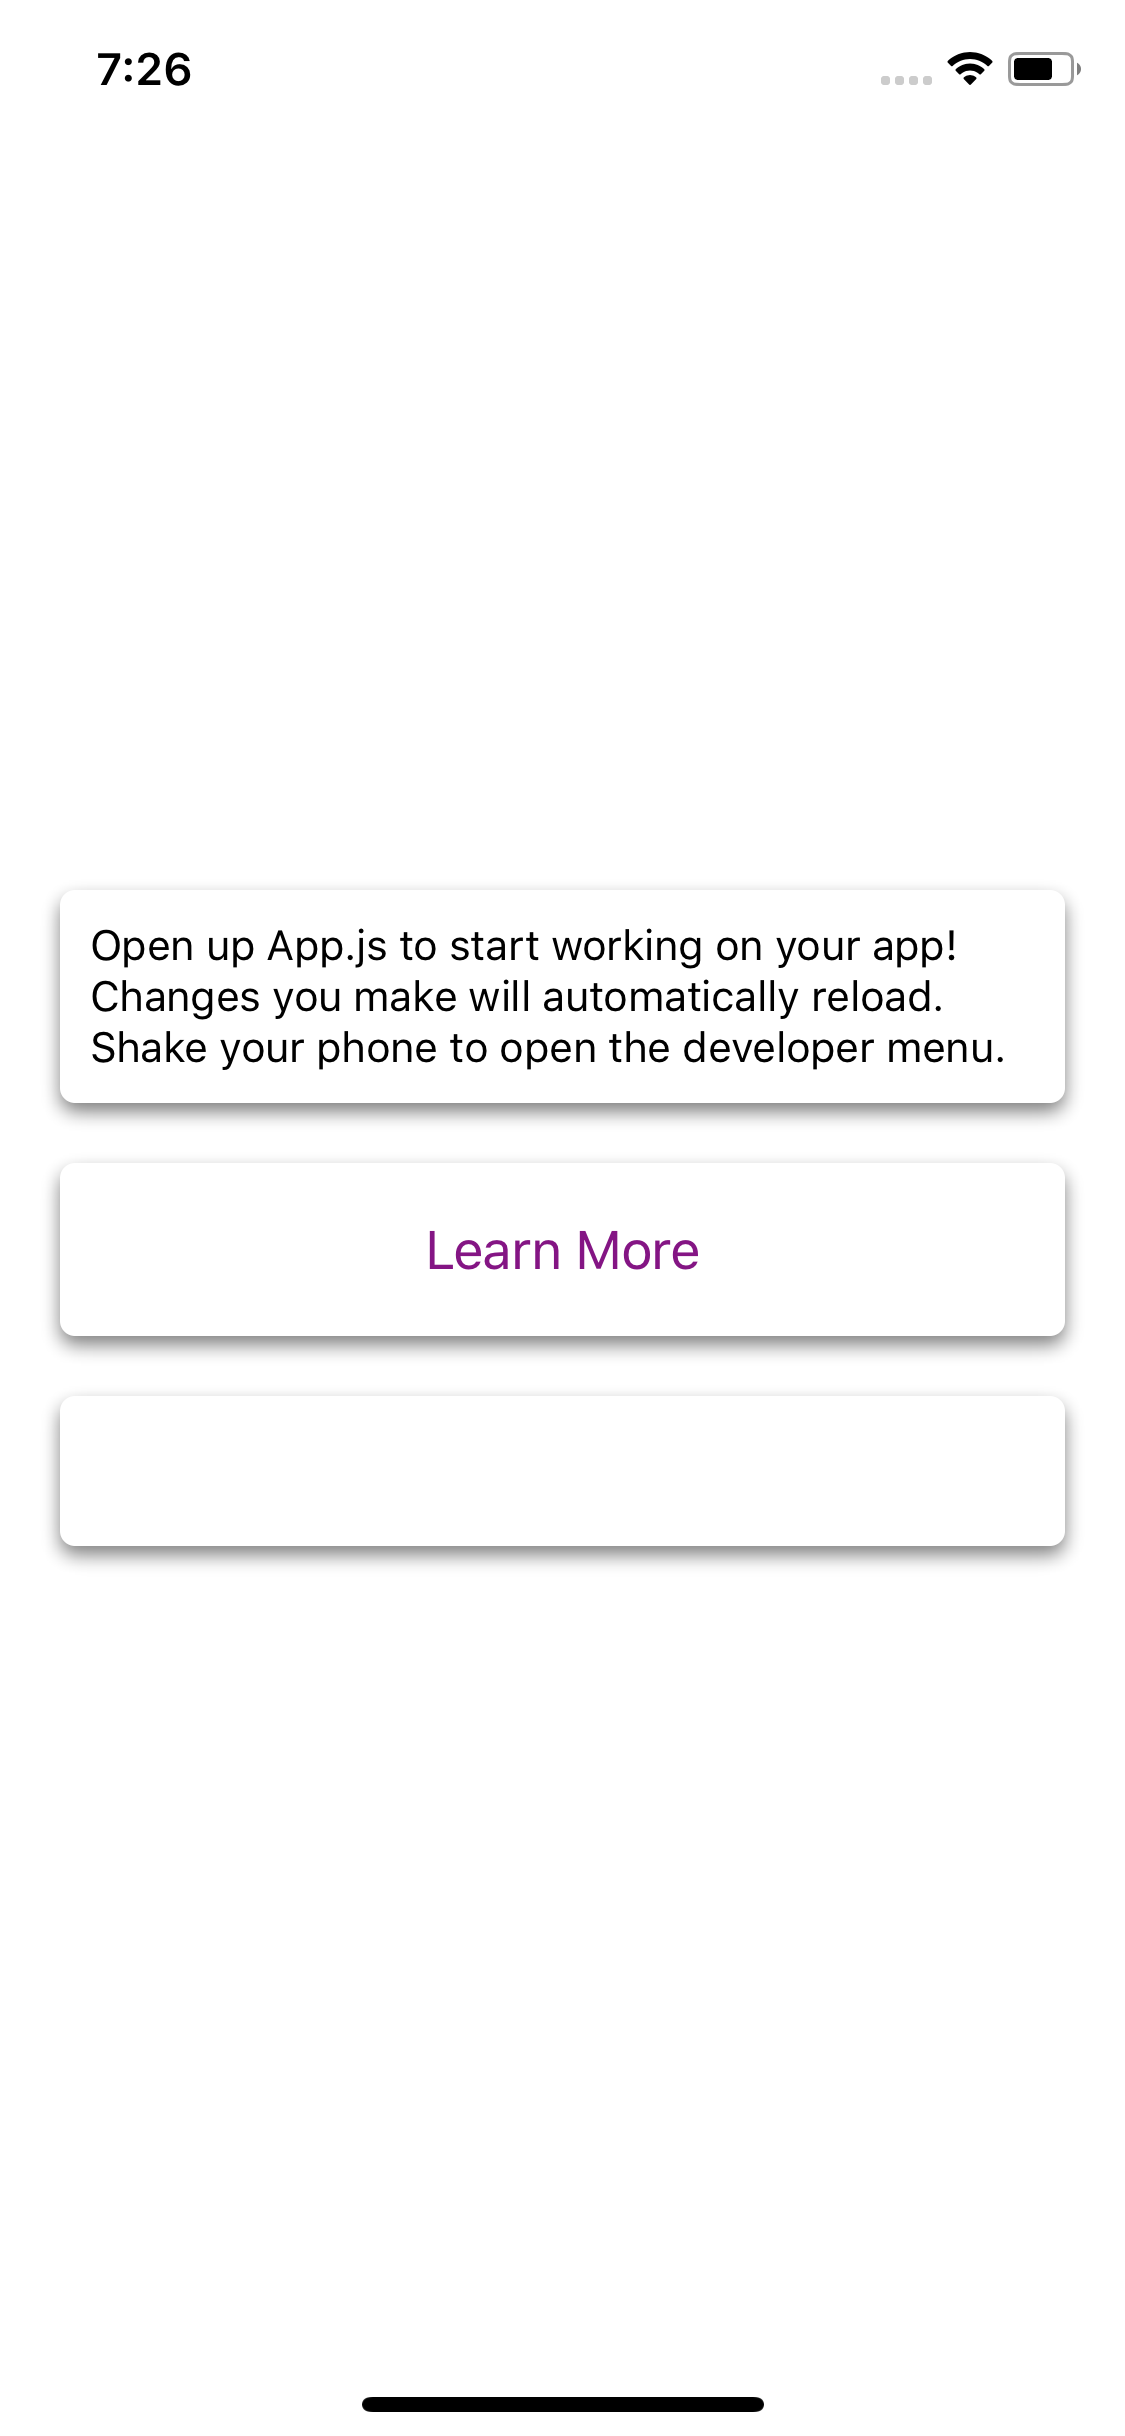 7:26
Open up App.js to start working on your app!
Changes you make will automatically reload.
Shake your phone to open the developer menu.
Learn More